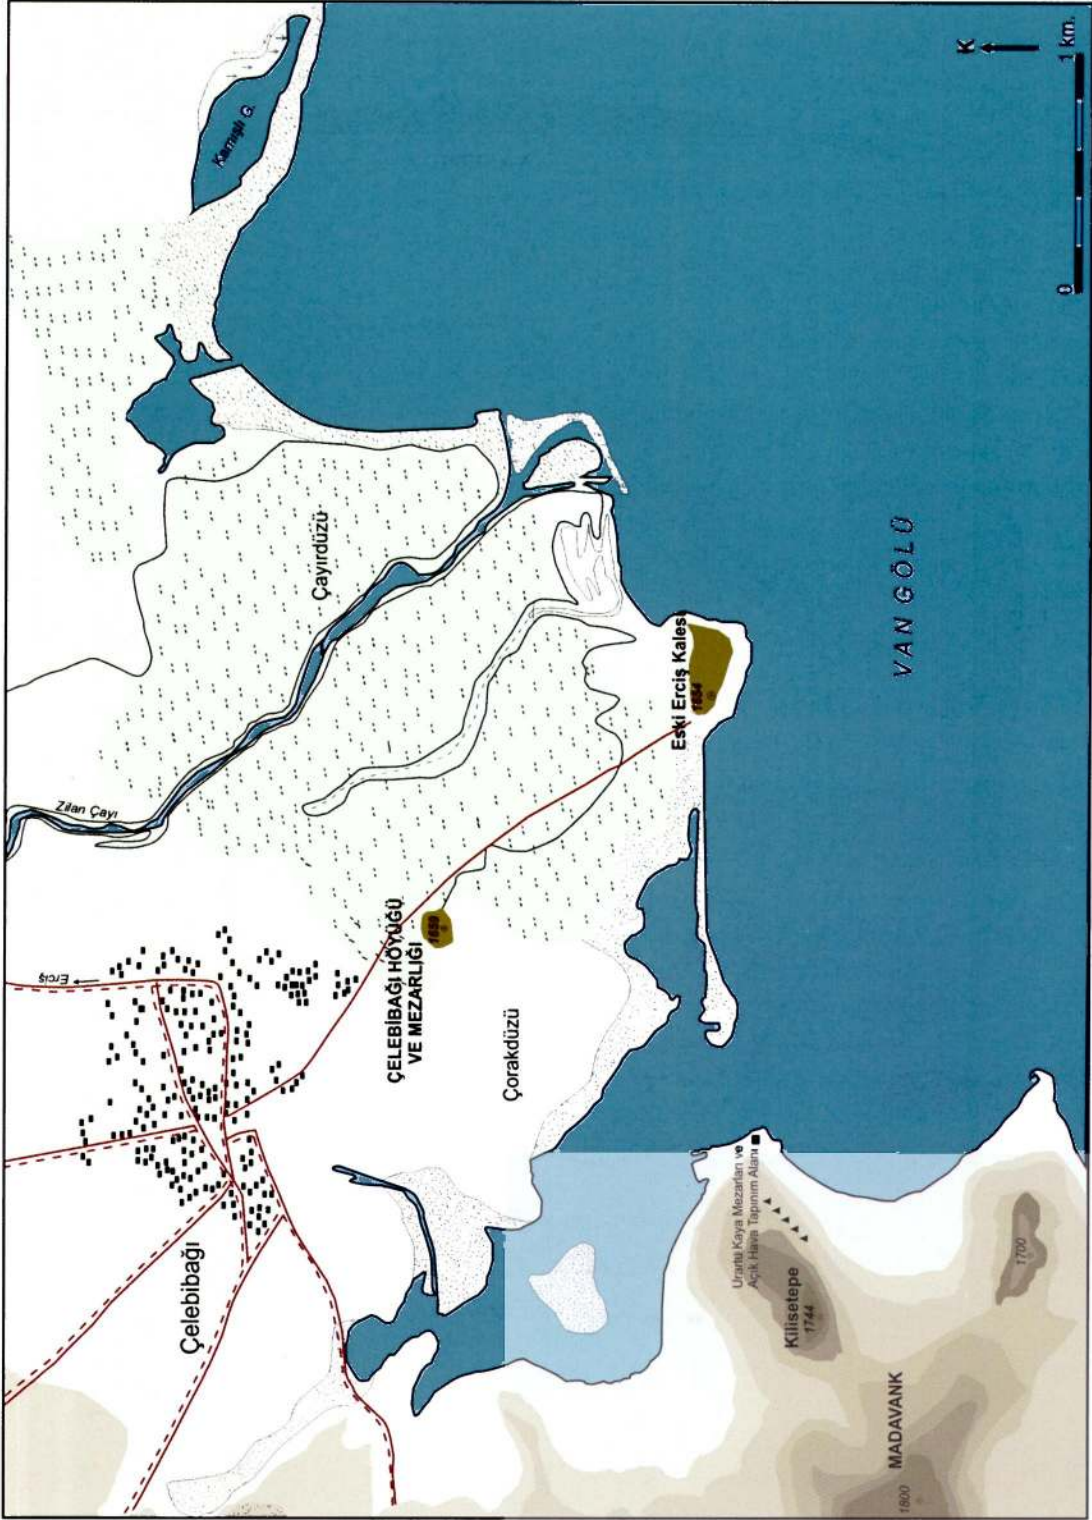 Kamışlı G.
K
1 km.
0
Çayırdüzü
Zilan Çayı
Erciş
Eski Erciş Kalesi
1654
VAN GÖLÜ
ÇELEBİBAĞI HÖYÜĞÜ
VE MEZARLIĞI
1659
Çorakdüzü
Çelebibağı
Urartu Kaya Mezarları ve
Açık Hava Tapınım Alanı
Kilisetepe
1744
1700
MADAVANK
1800